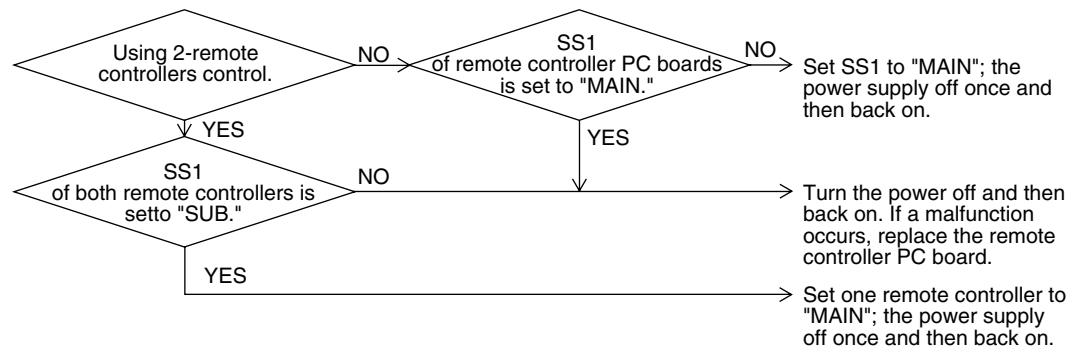 Using 2-remote
controllers control.
NO
SS1
of remote controller PC boards
is set to "MAIN."
NO
Set SS1 to "MAIN"; the
power supply off once and
then back on.
YES
YES
SS1
of both remote controllers is
setto "SUB."
NO
Turn the power off and then
back on. If a malfunction
occurs, replace the remote
controller PC board.
YES
Set one remote controller to
"MAIN"; the power supply
off once and then back on.